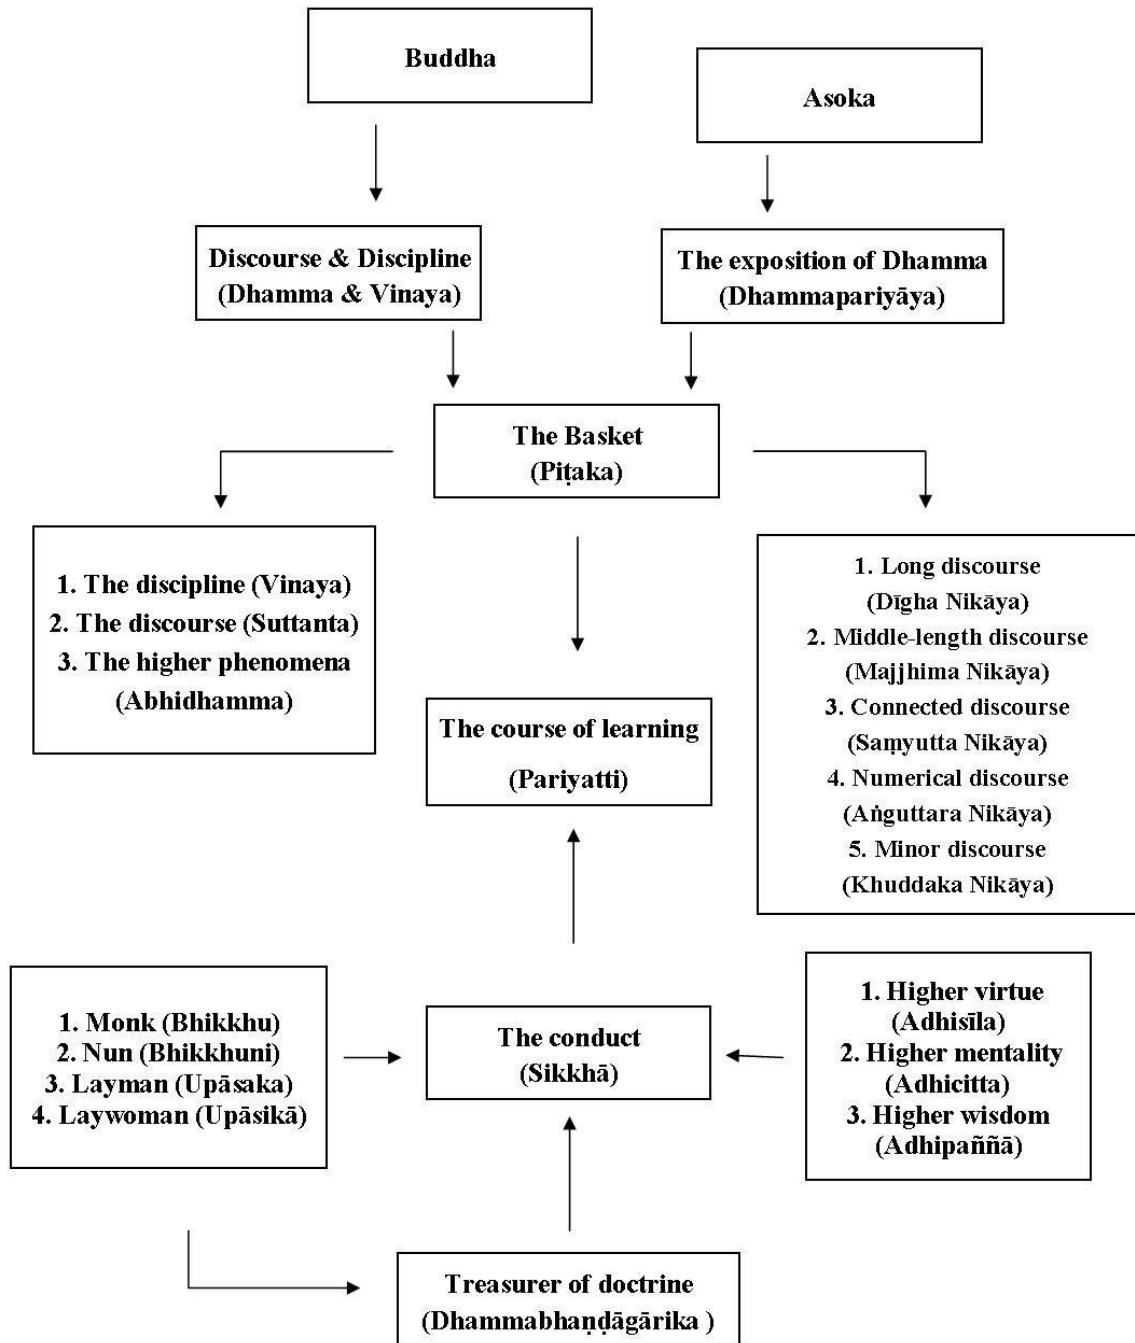 Buddha
Asoka
Discourse & Discipline
(Dhamma & Vinaya)
The exposition of Dhamma
(Dhammapariyāya)
The Basket
(Piṭaka)
1. The discipline (Vinaya)
2. The discourse (Suttanta)
3. The higher phenomena
(Abhidhamma)
1. Long discourse
(Dīgha Nikāya)
2. Middle-length discourse
(Majjhima Nikāya)
3. Connected discourse
(Saṃyutta Nikāya)
4. Numerical discourse
(Aṅguttara Nikāya)
5. Minor discourse
(Khuddaka Nikāya)
The course of learning
(Pariyatti)
1. Monk (Bhikkhu)
2. Nun (Bhikkhuni)
3. Layman (Upāsaka)
4. Laywoman (Upāsikā)
The conduct
(Sikkhā)
1. Higher virtue
(Adhisīla)
2. Higher mentality
(Adhicitta)
3. Higher wisdom
(Adhipaññā)
Treasurer of doctrine
(Dhammabhaṇḍāgārika )